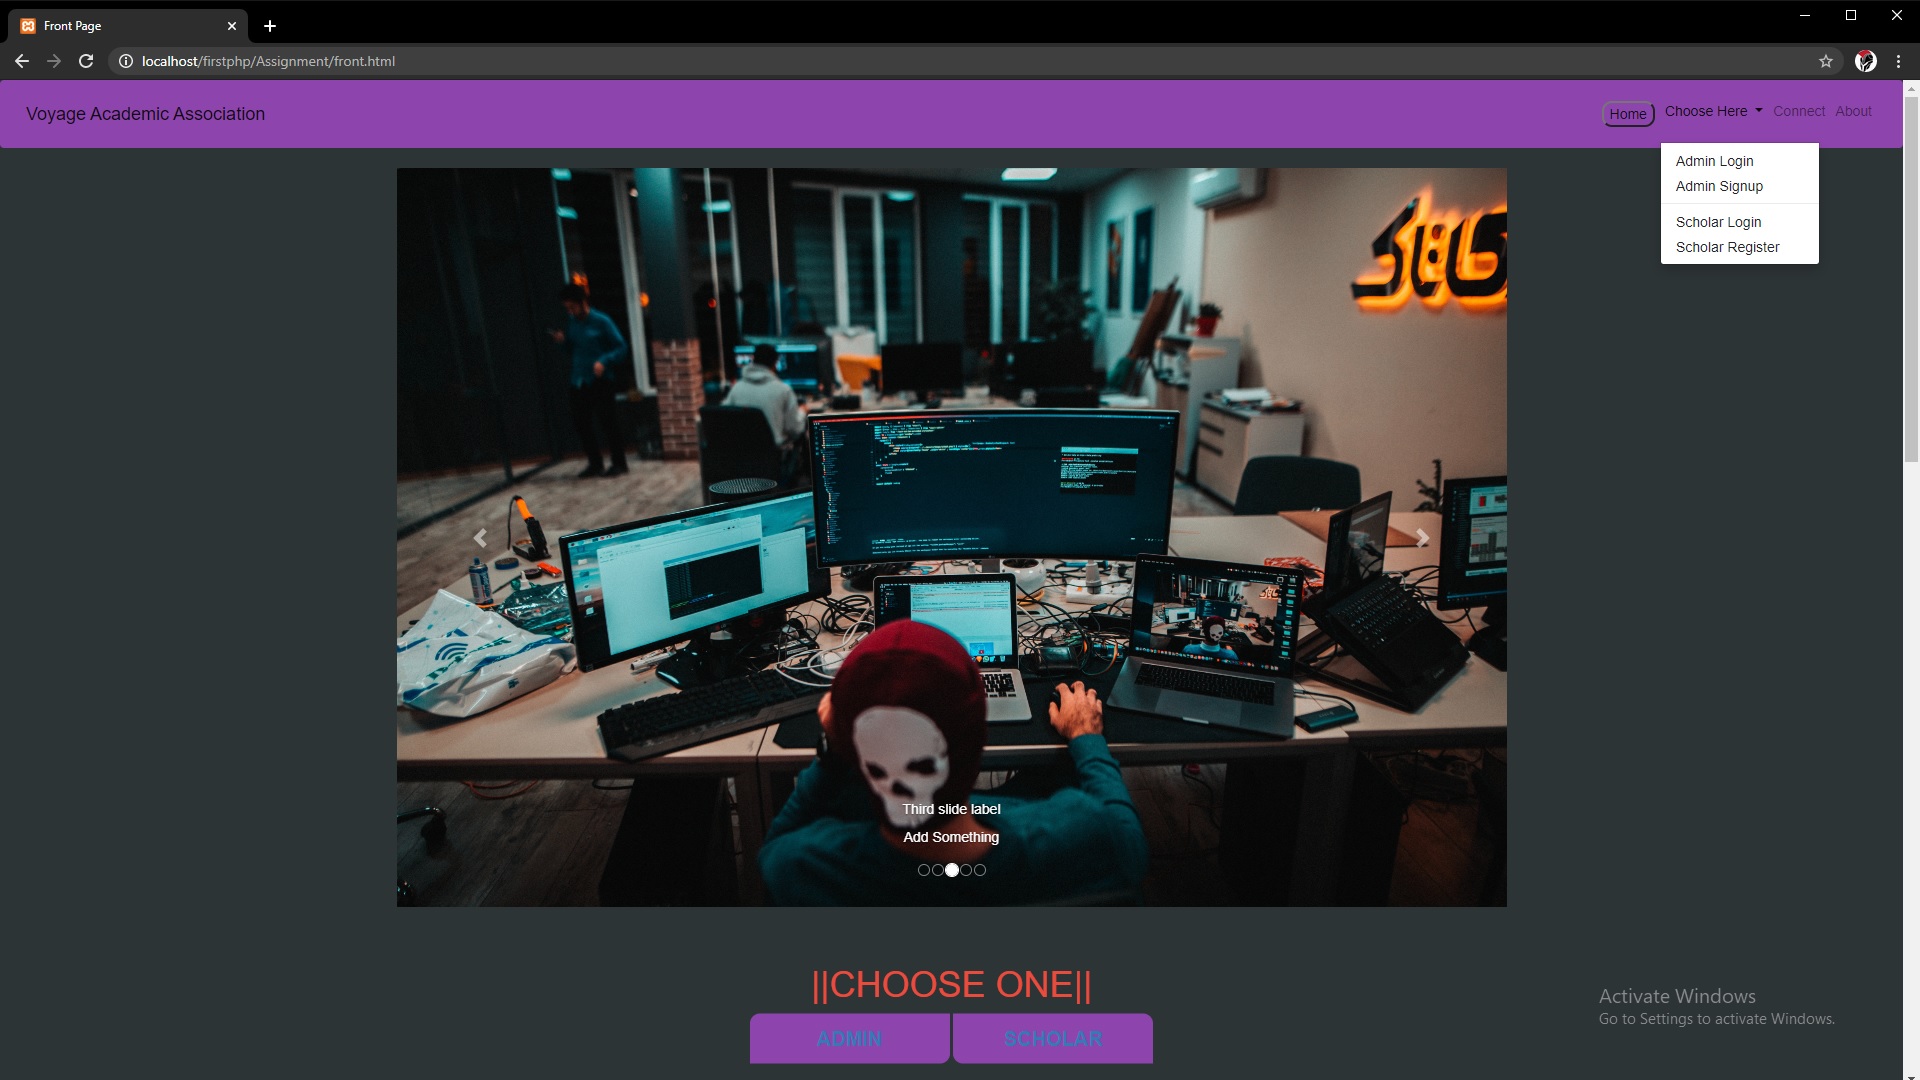 Front Page
localhost/firstphp/Assignment/front.html
Voyage Academic Association
Home
Choose Here
Connect
About
Admin Login
Admin Signup
Scholar Login
Scholar Register
Third slide label
Add Something
||CHOOSE ONE||
ADMIN
SCHOLAR
Activate Windows
Go to Settings to activate Windows.